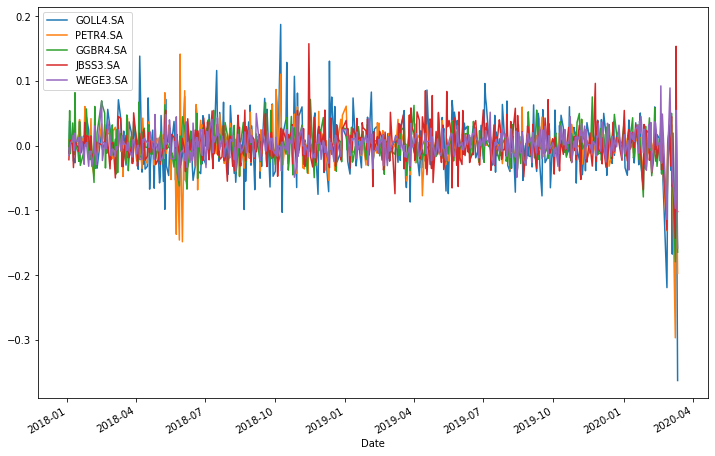 GOLL4.SA
PETR4.SA
GGBR4.SA
JBSS3.SA
WEGE3.SA
0.2
0.1
0.0
−0.1
−0.2
−0.3
2018-01
2018-04
2018-07
2018-10
2019-01
2019-04
2019-07
2019-10
2020-01
2020-04
Date